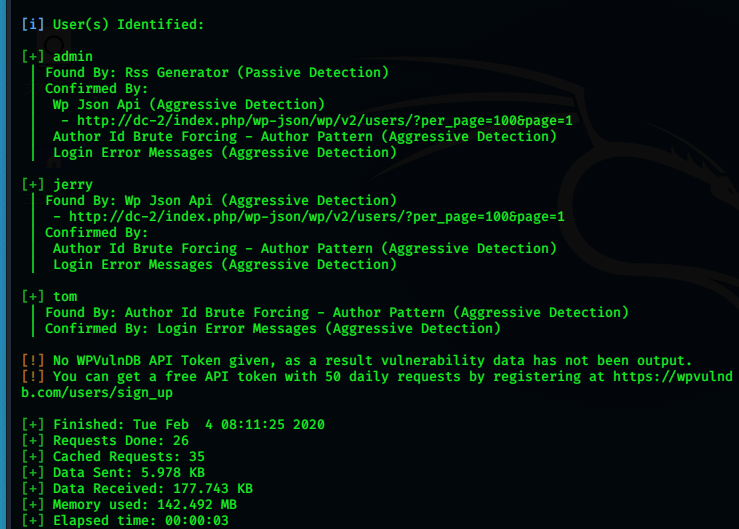 [i] User(s) Identified:
[+] admin
| Found By: Rss Generator (Passive Detection)
| Confirmed By:
|  Wp Json Api (Aggressive Detection)
|   - http://dc-2/index.php/wp-json/wp/v2/users/?per_page=100&page=1
|  Author Id Brute Forcing - Author Pattern (Aggressive Detection)
|  Login Error Messages (Aggressive Detection)
[+] jerry
| Found By: Wp Json Api (Aggressive Detection)
|  - http://dc-2/index.php/wp-json/wp/v2/users/?per_page=100&page=1
| Confirmed By:
|  Author Id Brute Forcing - Author Pattern (Aggressive Detection)
|  Login Error Messages (Aggressive Detection)
[+] tom
| Found By: Author Id Brute Forcing - Author Pattern (Aggressive Detection)
| Confirmed By: Login Error Messages (Aggressive Detection)
[!] No WPVulnDB API Token given, as a result vulnerability data has not been output.
[!] You can get a free API token with 50 daily requests by registering at https://wpvulnd
b.com/users/sign_up
[+] Finished: Tue Feb  4 08:11:25 2020
[+] Requests Done: 26
[+] Cached Requests: 35
[+] Data Sent: 5.978 KB
[+] Data Received: 177.743 KB
[+] Memory used: 142.492 MB
[+] Elapsed time: 00:00:03